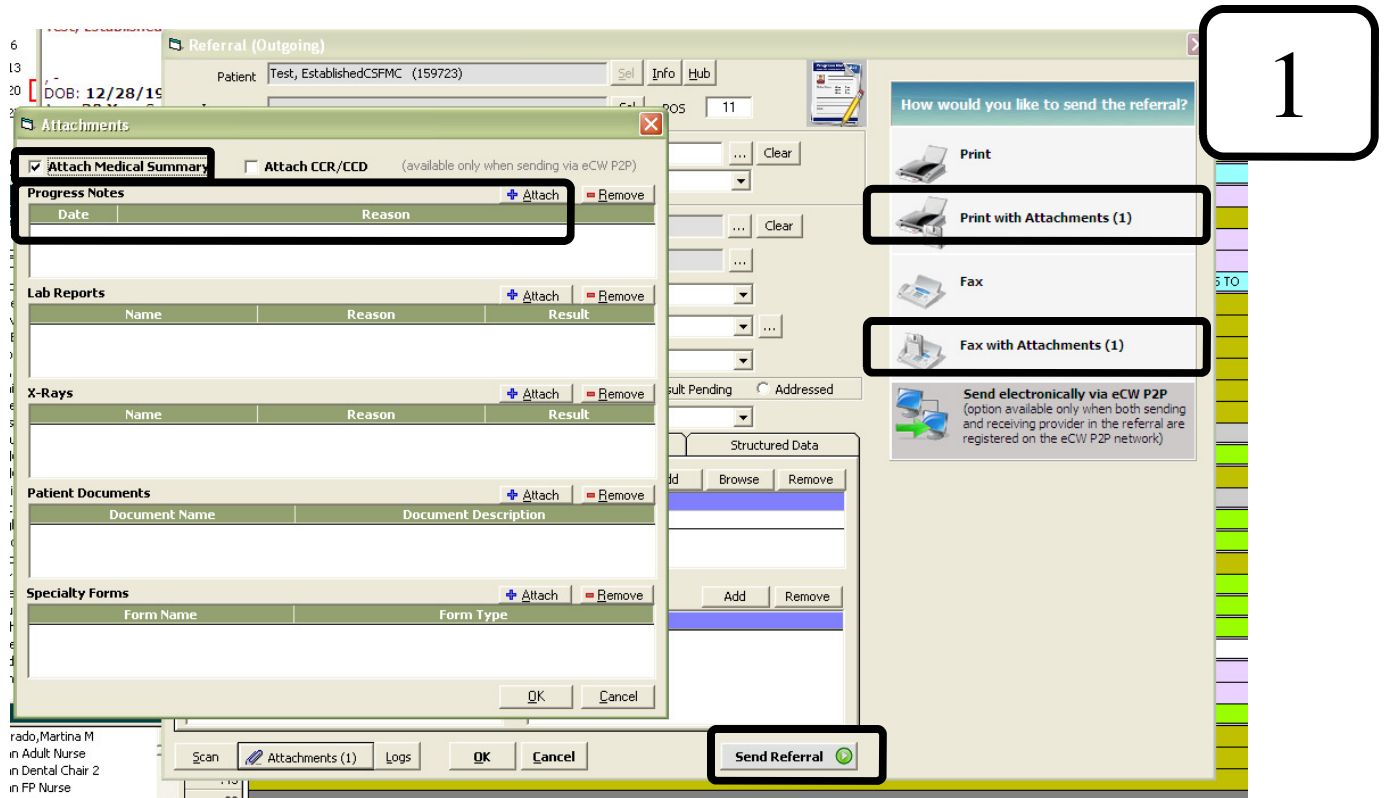 1
6
13
20
Referral (Outgoing)
Patient Test, EstablishedCSFMC (159723) Sel Info Hub
DOB: 12/28/19
POS 11
How would you like to send the referral?
Attachments
Attach Medical Summary Attach CCR/CCD (available only when sending via eCW P2P)
... Clear
Print
Progress Notes Attach Remove
Date Reason
Print with Attachments (1)
... Clear
...
Fax
5 TO
Lab Reports Attach Remove
Name Reason Result
...
Fax with Attachments (1)
X-Rays Attach Remove
Pending Addressed
Name Reason Result
Send electronically via eCW P2P
(option available only when both sending
and receiving provider in the referral are
registered on the eCW P2P network)
Structured Data
Browse Remove
Patient Documents Attach Remove
Document Name Document Description
Specialty Forms Attach Remove
Add Remove
Form Name Form Type
OK Cancel
rado,Martina M
n Adult Nurse
n Dental Chair 2
n FP Nurse
Scan Attachments (1) Logs OK Cancel Send Referral